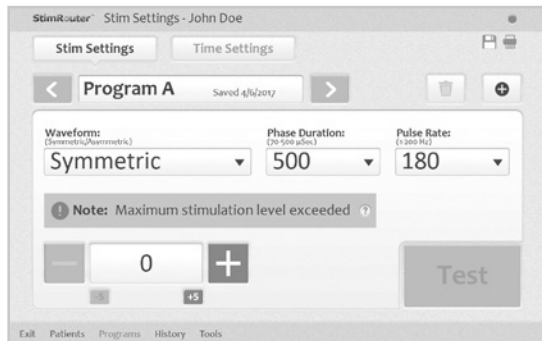 StimRouter Stim Settings - John Doe
Stim Settings Time Settings
< Program A Saved 4/6/2017 >
Waveform: Phase Duration: Pulse Rate:
(Symmetric/Asymmetric) (70-500 µSec) (1-200 Hz)
Symmetric 500 180
! Note: Maximum stimulation level exceeded ?
− 0 +
-5 +5
Test
Exit Patients Programs History Tools